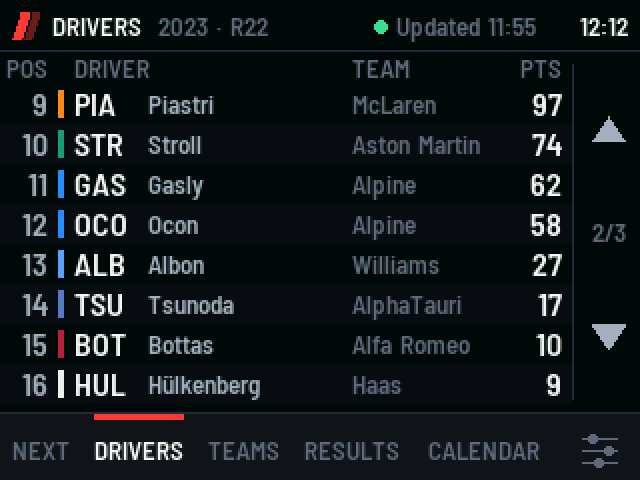 DRIVERS 2023 · R22 Updated 11:55 12:12
POS DRIVER TEAM PTS
9 PIA Piastri McLaren 97
10 STR Stroll Aston Martin 74
11 GAS Gasly Alpine 62
12 OCO Ocon Alpine 58
13 ALB Albon Williams 27
14 TSU Tsunoda AlphaTauri 17
15 BOT Bottas Alfa Romeo 10
16 HUL Hülkenberg Haas 9
2/3
NEXT DRIVERS TEAMS RESULTS CALENDAR